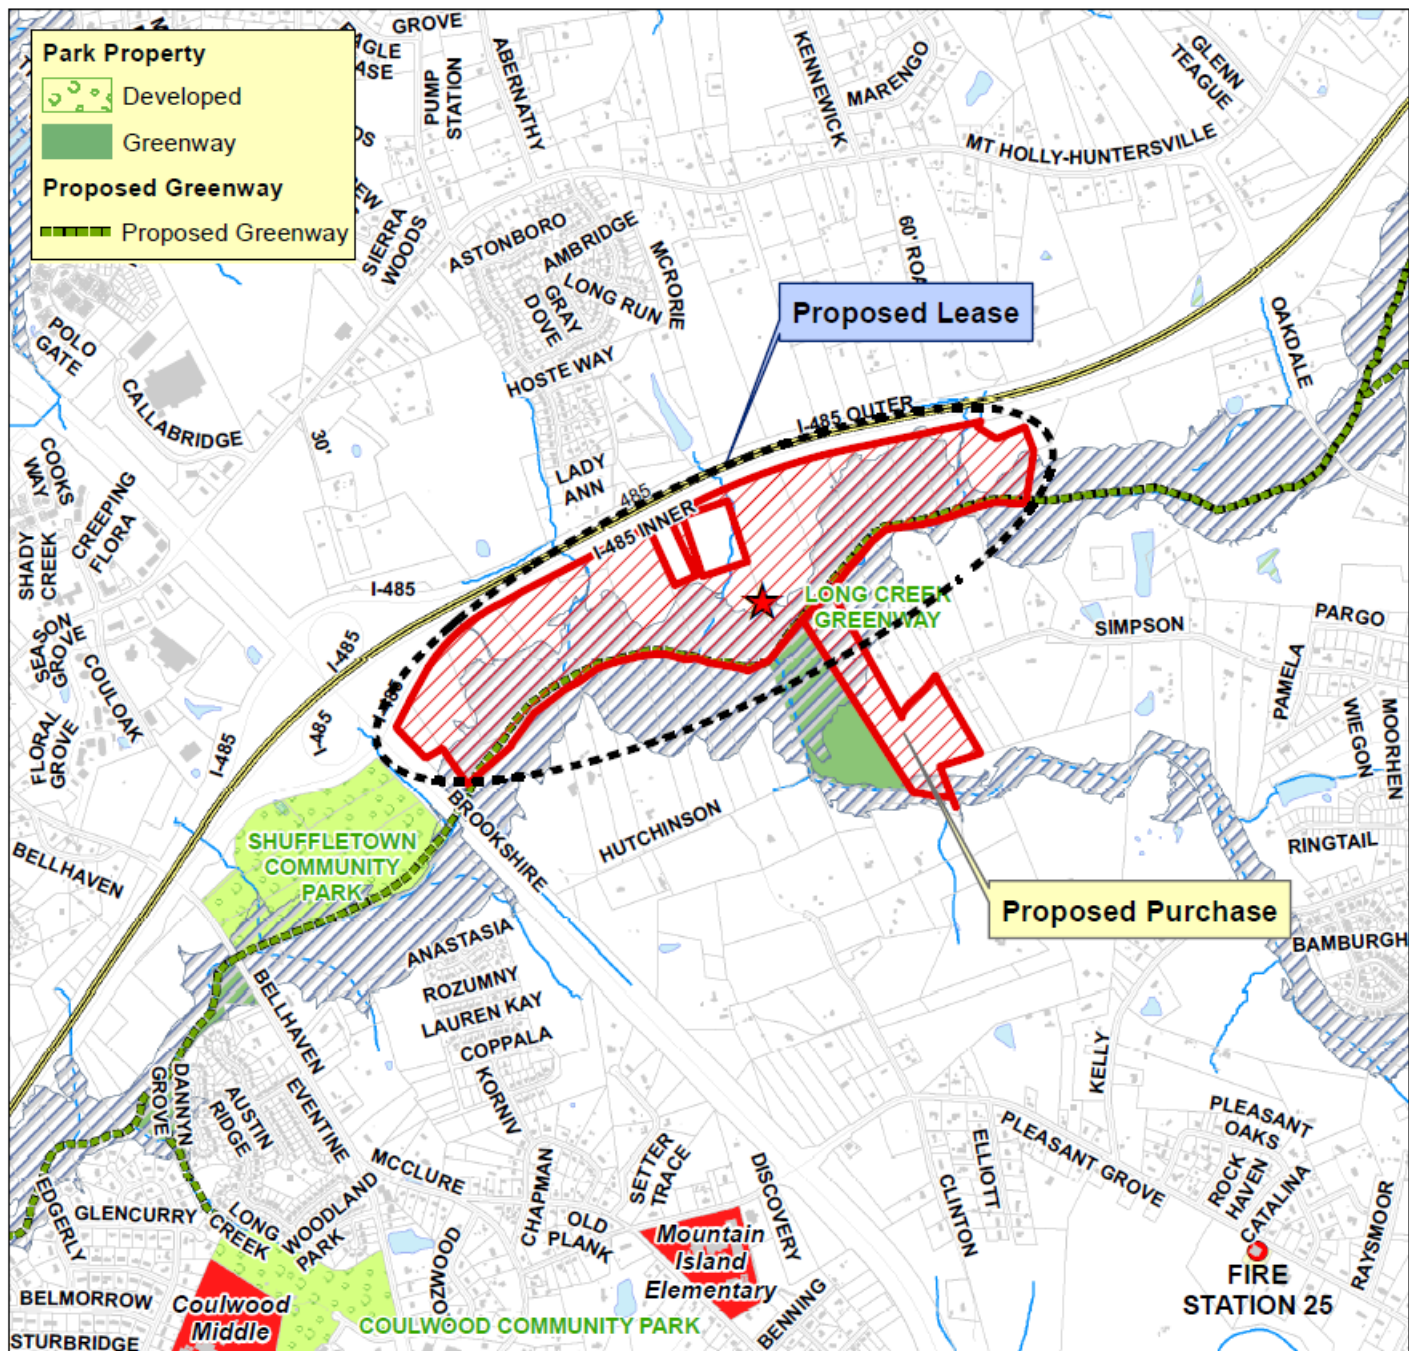 Park Property
Developed
Greenway
Proposed Greenway
Proposed Greenway
GROVE
EAGLE
PUMP
STATION
ABERNATHY
KENNEWICK
MARENGO
GLENN
TEAGUE
MT HOLLY-HUNTERSVILLE
SIERRA
WOODS
ASTONBORO
AMBRIDGE
LONG RUN
GRAY
DOVE
MCRORIE
60' ROA
HOSTE WAY
Proposed Lease
OAKDALE
POLO
GATE
CALLABRIDGE
30'
I-485 OUTER
LADY
ANN
485
I-485 INNER
COOKS
WAY
CREEPING
FLORA
SHADY
CREEK
I-485
LONG CREEK
GREENWAY
SIMPSON
PARGO
PAMELA
WIEGON
MOORHEN
SEASON
GROVE
COULOAK
I-485
485
I-485
I-485
FLORAL
GROVE
BROOKSHIRE
HUTCHINSON
RINGTAIL
SHUFFLETOWN
COMMUNITY
PARK
BELLHAVEN
Proposed Purchase
BAMBURGH
ANASTASIA
ROZUMNY
LAUREN KAY
COPPALA
KORNIV
BELLHAVEN
KELLY
DANNYN
GROVE
AUSTIN
RIDGE
EVENTINE
PLEASANT
OAKS
PLEASANT GROVE
ELLIOTT
CLINTON
ROCK
HAVEN
CATALINA
RAYSMOOR
MCCLURE
CHAPMAN
SETTER
TRACE
DISCOVERY
EDGERLY
GLENCURRY
LONG
CREEK
WOODLAND
PARK
OLD
PLANK
OZWOOD
Mountain
Island
Elementary
BENNING
FIRE
STATION 25
BELMORROW
STURBRIDGE
Coulwood
Middle
COULWOOD COMMUNITY PARK